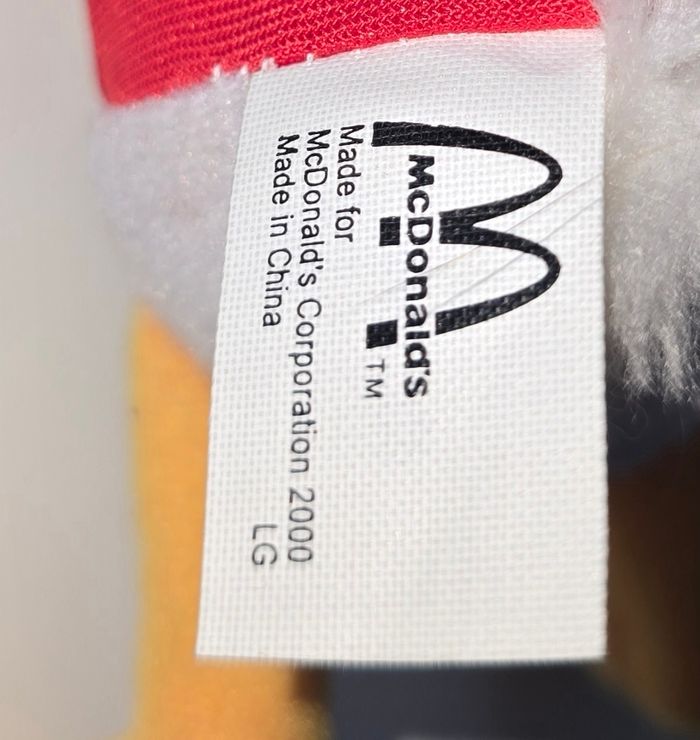 McDonald's
TM
Made for
McDonald's Corporation 2000
Made in China
LG